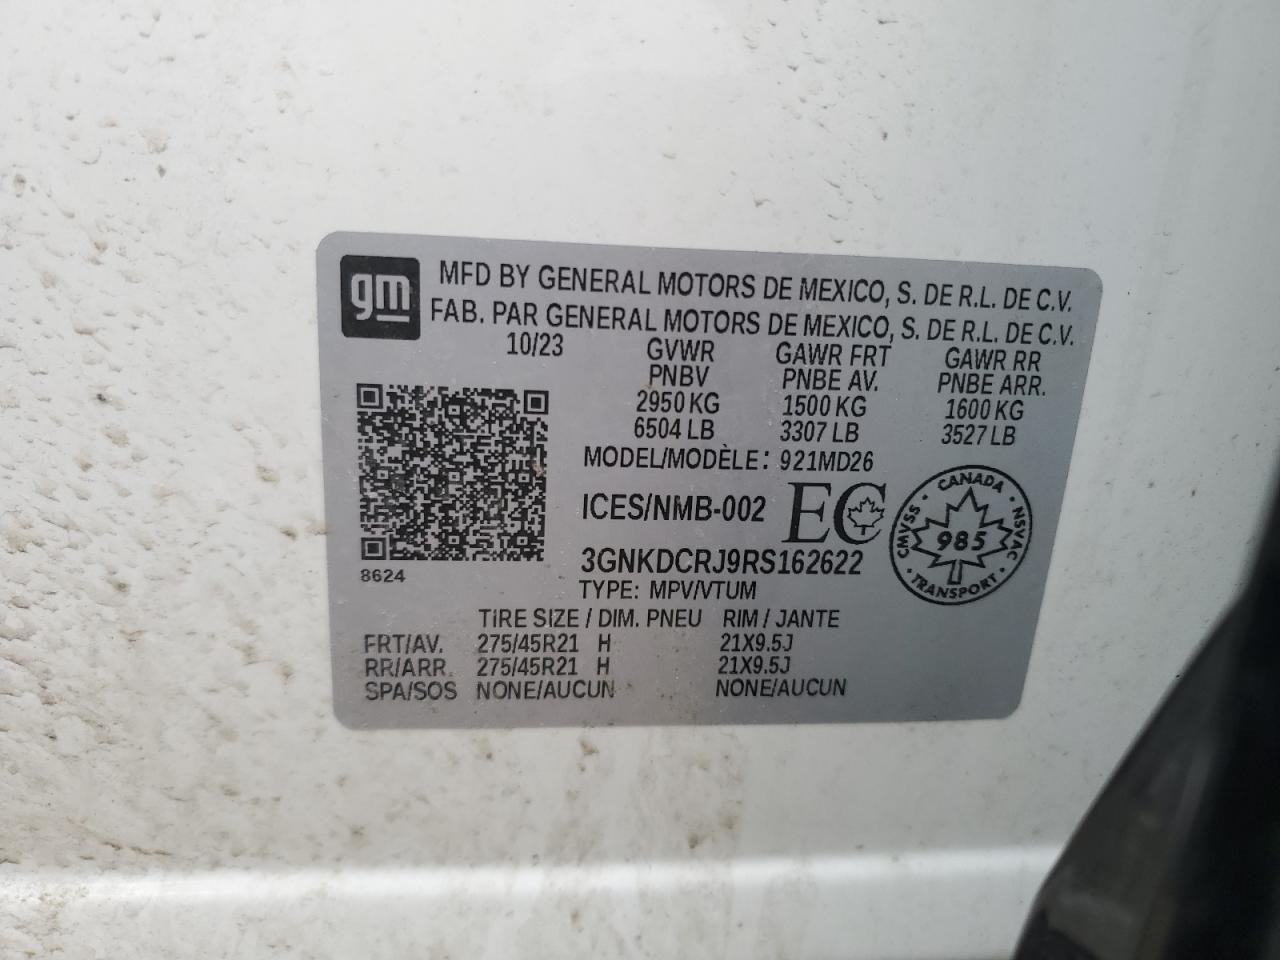 gm
MFD BY GENERAL MOTORS DE MEXICO, S. DE R.L. DE C.V.
FAB. PAR GENERAL MOTORS DE MEXICO, S. DE R.L. DE C.V.
10/23 GVWR GAWR FRT GAWR RR
PNBV PNBE AV. PNBE ARR.
2950 KG 1500 KG 1600 KG
6504 LB 3307 LB 3527 LB
MODEL/MODÈLE: 921MD26
ICES/NMB-002 EC
CANADA
CMVSS 985 NSVAC
TRANSPORT
3GNKDCRJ9RS162622
8624
TYPE: MPV/VTUM
TIRE SIZE / DIM. PNEU RIM / JANTE
FRT/AV. 275/45R21 H 21X9.5J
RR/ARR. 275/45R21 H 21X9.5J
SPA/SOS NONE/AUCUN NONE/AUCUN